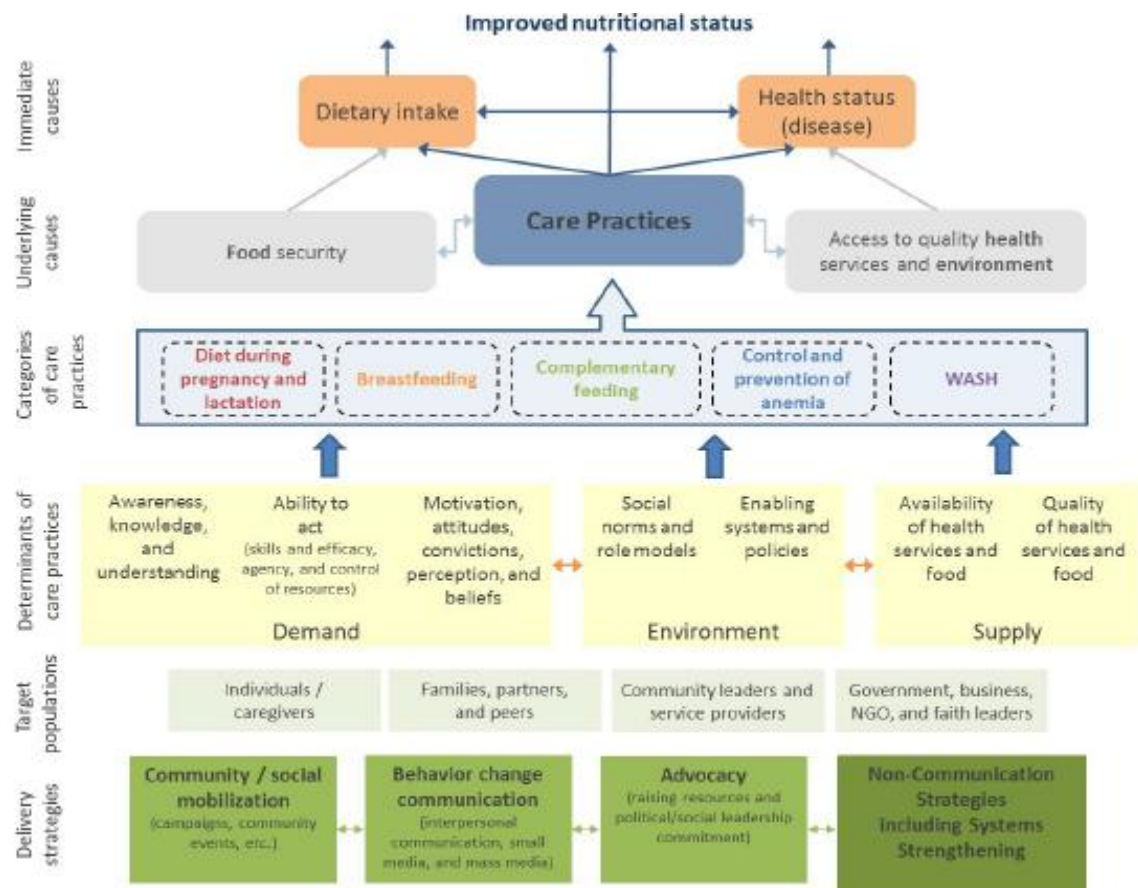 Improved nutritional status
Immediate
causes
Dietary intake
Health status
(disease)
Underlying
causes
Food security
Care Practices
Access to quality health
services and environment
Categories
of care
practices
Diet during
pregnancy and
lactation
Breastfeeding
Complementary
feeding
Control and
prevention of
anemia
WASH
Determinants of
care practices
Awareness,
knowledge,
and
understanding
Ability to
act
(skills and efficacy,
agency, and control
of resources)
Motivation,
attitudes,
convictions,
perception, and
beliefs
Demand
Social
norms and
role models
Enabling
systems and
policies
Environment
Availability
of health
services and
food
Quality
of health
services and
food
Supply
Target
populations
Individuals /
caregivers
Families, partners,
and peers
Community leaders and
service providers
Government, business,
NGO, and faith leaders
Delivery
strategies
Community / social
mobilization
(campaigns, community
events, etc.)
Behavior change
communication
(interpersonal
communication, small
media, and mass media)
Advocacy
(raising resources and
political/social leadership
commitment)
Non-Communication
Strategies
Including Systems
Strengthening